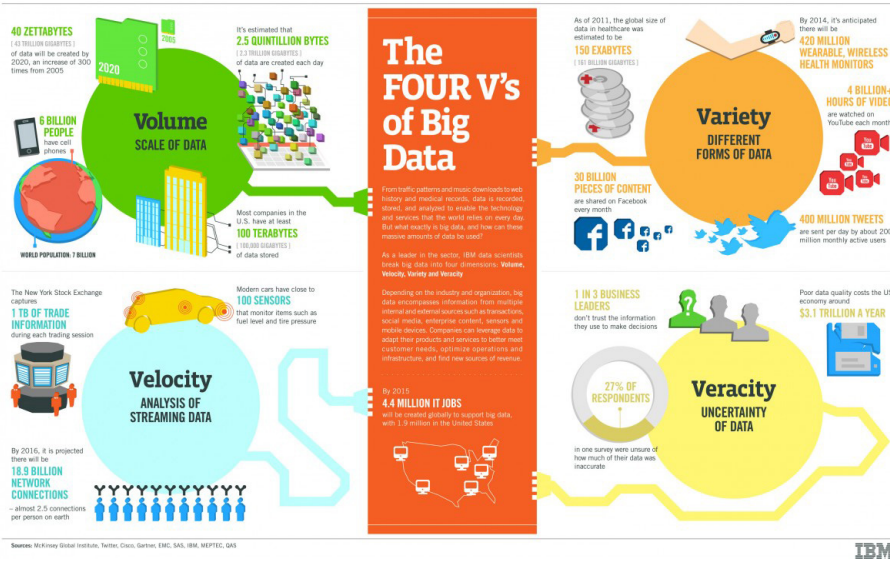 40 ZETTABYTES
[ 43 TRILLION GIGABYTES ]
of data will be created by
2020, an increase of 300
times from 2005
2005
2020
It's estimated that
2.5 QUINTILLION BYTES
[ 2.3 TRILLION GIGABYTES ]
of data are created each day
6 BILLION
PEOPLE
have cell
phones
Volume
SCALE OF DATA
WORLD POPULATION: 7 BILLION
Most companies in the
U.S. have at least
100 TERABYTES
[ 100,000 GIGABYTES ]
of data stored
The
FOUR V's
of Big
Data
From traffic patterns and music downloads to web
history and medical records, data is recorded,
stored, and analyzed to enable the technology
and services that the world relies on every day.
But what exactly is big data, and how can these
massive amounts of data be used?
As a leader in the sector, IBM data scientists
break big data into four dimensions: Volume,
Velocity, Variety and Veracity
Depending on the industry and organization, big
data encompasses information from multiple
internal and external sources such as transactions,
social media, enterprise content, sensors and
mobile devices. Companies can leverage data to
adapt their products and services to better meet
customer needs, optimize operations and
infrastructure, and find new sources of revenue.
By 2015
4.4 MILLION IT JOBS
will be created globally to support big data,
with 1.9 million in the United States
As of 2011, the global size of
data in healthcare was
estimated to be
150 EXABYTES
[ 161 BILLION GIGABYTES ]
By 2014, it's anticipated
there will be
420 MILLION
WEARABLE, WIRELESS
HEALTH MONITORS
Variety
DIFFERENT
FORMS OF DATA
4 BILLION+
HOURS OF VIDEO
are watched on
YouTube each month
You
Tube
You
Tube
You
Tube
You
Tube
30 BILLION
PIECES OF CONTENT
are shared on Facebook
every month
f
f
f
f
f
f
400 MILLION TWEETS
are sent per day by about 200
million monthly active users
The New York Stock Exchange
captures
1 TB OF TRADE
INFORMATION
during each trading session
Modern cars have close to
100 SENSORS
that monitor items such as
fuel level and tire pressure
Velocity
ANALYSIS OF
STREAMING DATA
By 2016, it is projected
there will be
18.9 BILLION
NETWORK
CONNECTIONS
– almost 2.5 connections
per person on earth
1 IN 3 BUSINESS
LEADERS
don't trust the information
they use to make decisions
?
Poor data quality costs the US
economy around
$3.1 TRILLION A YEAR
27% OF
RESPONDENTS
in one survey were unsure of
how much of their data was
inaccurate
Veracity
UNCERTAINTY
OF DATA
Sources: McKinsey Global Institute, Twitter, Cisco, Gartner, EMC, SAS, IBM, MEPTEC, QAS
IBM